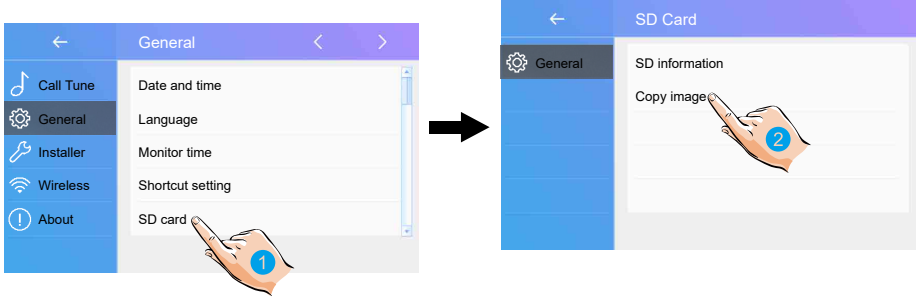 General
Call Tune
General
Installer
Wireless
About
Date and time
Language
Monitor time
Shortcut setting
SD card
1
SD Card
General
SD information
Copy image
2